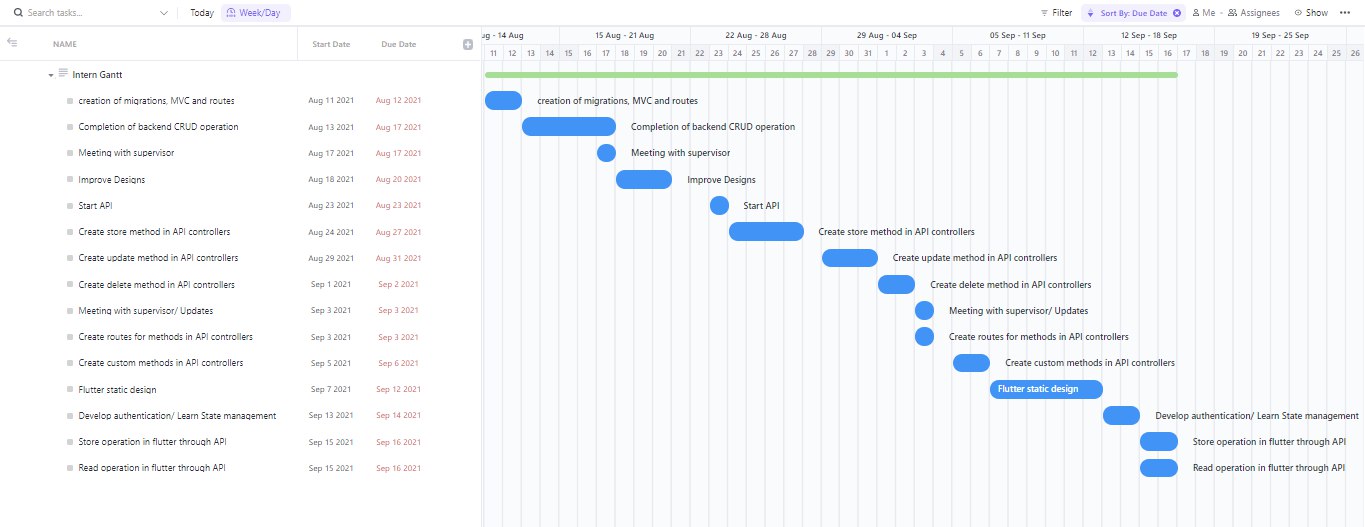 Search tasks... Today Week/Day Filter Sort By: Due Date Me · Assignees Show
ug - 14 Aug 15 Aug - 21 Aug 22 Aug - 28 Aug 29 Aug - 04 Sep 05 Sep - 11 Sep 12 Sep - 18 Sep 19 Sep - 25 Sep
NAME Start Date Due Date 11 12 13 14 15 16 17 18 19 20 21 22 23 24 25 26 27 28 29 30 31 1 2 3 4 5 6 7 8 9 10 11 12 13 14 15 16 17 18 19 20 21 22 23 24 25 26
Intern Gantt
creation of migrations, MVC and routes Aug 11 2021 Aug 12 2021 creation of migrations, MVC and routes
Completion of backend CRUD operation Aug 13 2021 Aug 17 2021 Completion of backend CRUD operation
Meeting with supervisor Aug 17 2021 Aug 17 2021 Meeting with supervisor
Improve Designs Aug 18 2021 Aug 20 2021 Improve Designs
Start API Aug 23 2021 Aug 23 2021 Start API
Create store method in API controllers Aug 24 2021 Aug 27 2021 Create store method in API controllers
Create update method in API controllers Aug 29 2021 Aug 31 2021 Create update method in API controllers
Create delete method in API controllers Sep 1 2021 Sep 2 2021 Create delete method in API controllers
Meeting with supervisor/ Updates Sep 3 2021 Sep 3 2021 Meeting with supervisor/ Updates
Create routes for methods in API controllers Sep 3 2021 Sep 3 2021 Create routes for methods in API controllers
Create custom methods in API controllers Sep 5 2021 Sep 6 2021 Create custom methods in API controllers
Flutter static design Sep 7 2021 Sep 12 2021 Flutter static design
Develop authentication/ Learn State management Sep 13 2021 Sep 14 2021 Develop authentication/ Learn State management
Store operation in flutter through API Sep 15 2021 Sep 16 2021 Store operation in flutter through API
Read operation in flutter through API Sep 15 2021 Sep 16 2021 Read operation in flutter through API